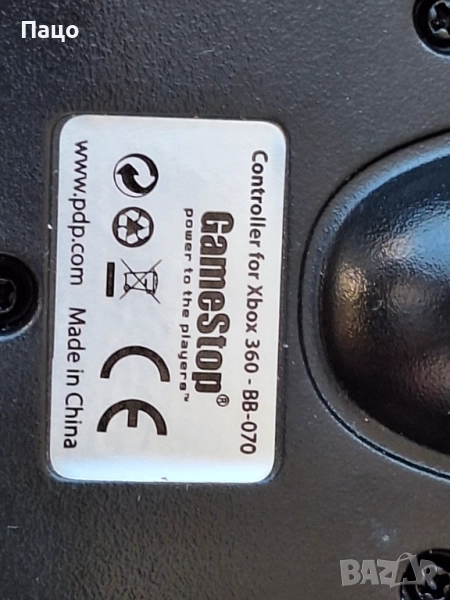 Пацо
Controller for Xbox 360 - BB-070
GameStop®
power to the players™
CE
www.pdp.com Made in China
BAZAR